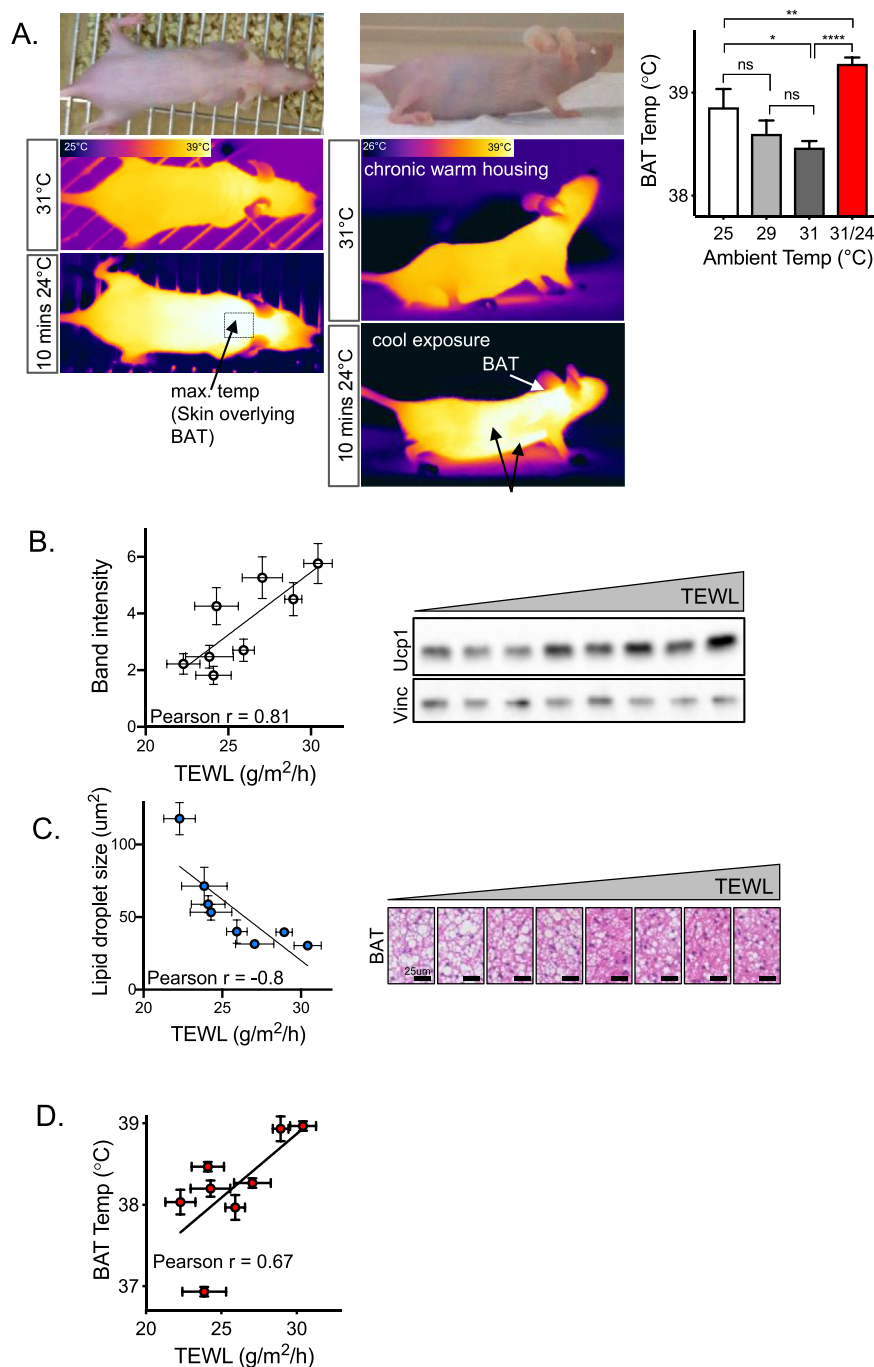 A.
25°C 39°C
31°C
10 mins 24°C
max. temp
(Skin overlying
BAT)
26°C 39°C
chronic warm housing
31°C
cool exposure
BAT
10 mins 24°C
**
* ****
ns
ns
BAT Temp (°C)
39
38
25 29 31 31/24
Ambient Temp (°C)
B.
Band intensity
6
4
2
0
Pearson r = 0.81
20 25 30
TEWL (g/m²/h)
TEWL
Ucp1
Vinc
C.
Lipid droplet size (um²)
100
50
0
Pearson r = -0.8
20 25 30
TEWL (g/m²/h)
TEWL
BAT
25um
D.
BAT Temp (°C)
39
38
37
Pearson r = 0.67
20 25 30
TEWL (g/m²/h)